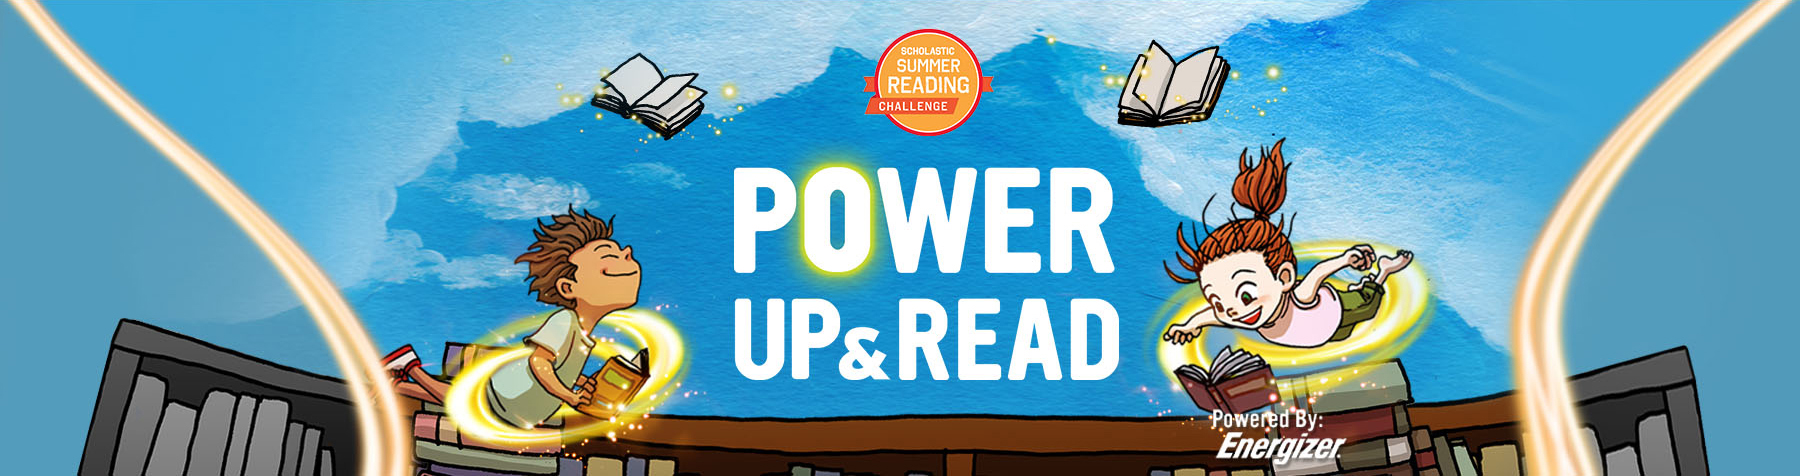 SCHOLASTIC
SUMMER
READING
CHALLENGE
POWER
UP & READ
Powered By:
Energizer.